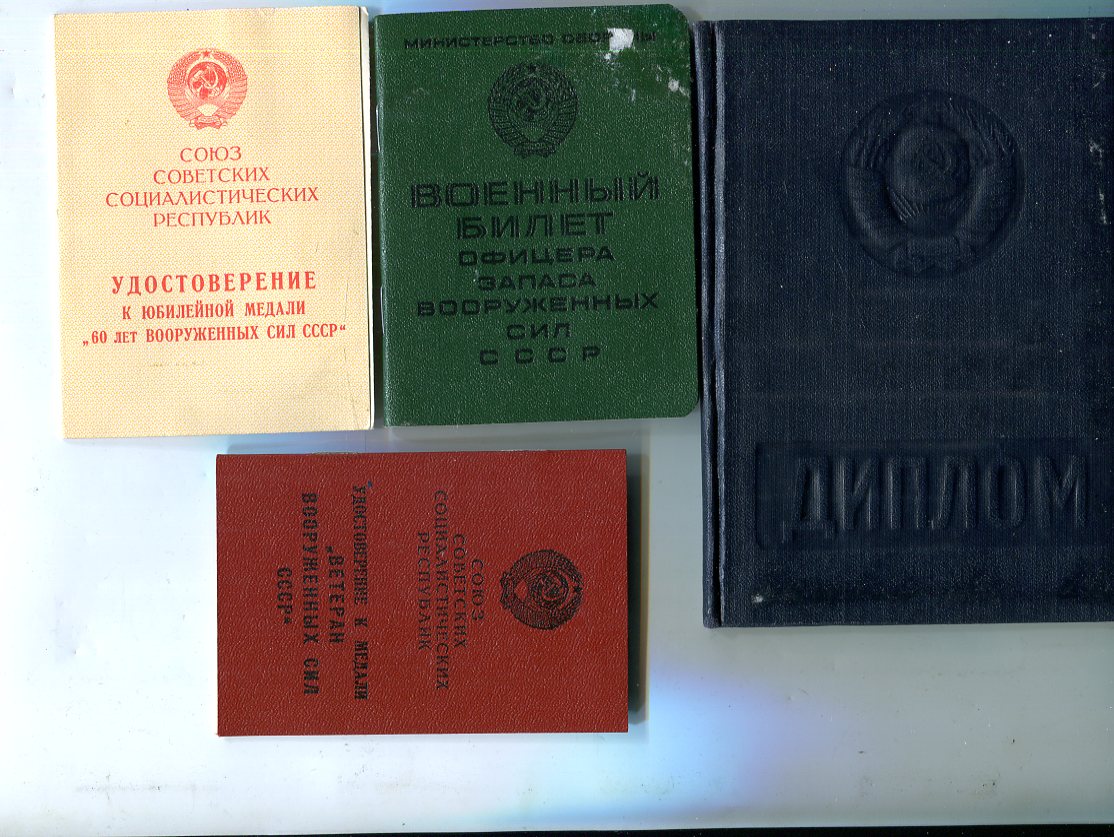 СОЮЗ
СОВЕТСКИХ
СОЦИАЛИСТИЧЕСКИХ
РЕСПУБЛИК
УДОСТОВЕРЕНИЕ
К ЮБИЛЕЙНОЙ МЕДАЛИ
„60 ЛЕТ ВООРУЖЕННЫХ СИЛ СССР“
МИНИСТЕРСТВО ОБОРОНЫ
ВОЕННЫЙ
БИЛЕТ
ОФИЦЕРА
ЗАПАСА
ВООРУЖЕННЫХ
СИЛ
СССР
ДИПЛОМ
СОЮЗ
СОВЕТСКИХ
СОЦИАЛИСТИЧЕСКИХ
РЕСПУБЛИК
УДОСТОВЕРЕНИЕ К МЕДАЛИ
„ВЕТЕРАН
ВООРУЖЕННЫХ СИЛ
СССР“